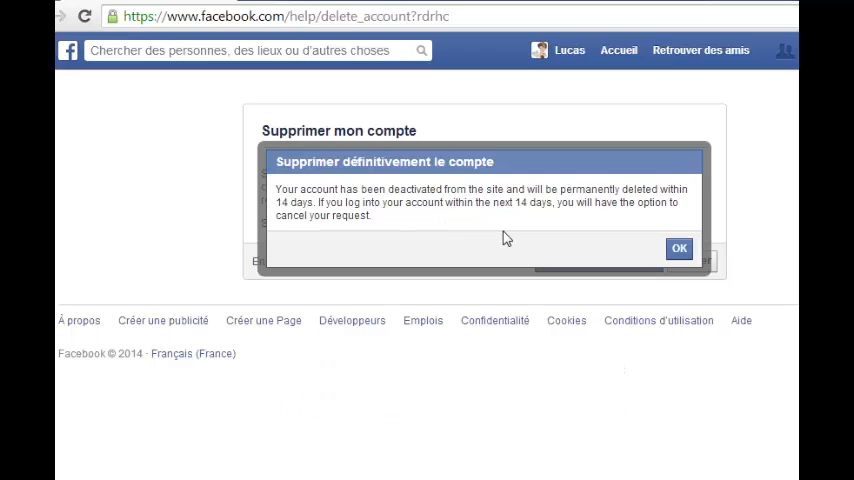 https://www.facebook.com/help/delete_account?rdrhc
f Chercher des personnes, des lieux ou d'autres choses Lucas Accueil Retrouver des amis
Supprimer mon compte
Supprimer définitivement le compte
Your account has been deactivated from the site and will be permanently deleted within
14 days. If you log into your account within the next 14 days, you will have the option to
cancel your request.
OK
À propos Créer une publicité Créer une Page Développeurs Emplois Confidentialité Cookies Conditions d'utilisation Aide
Facebook © 2014 · Français (France)